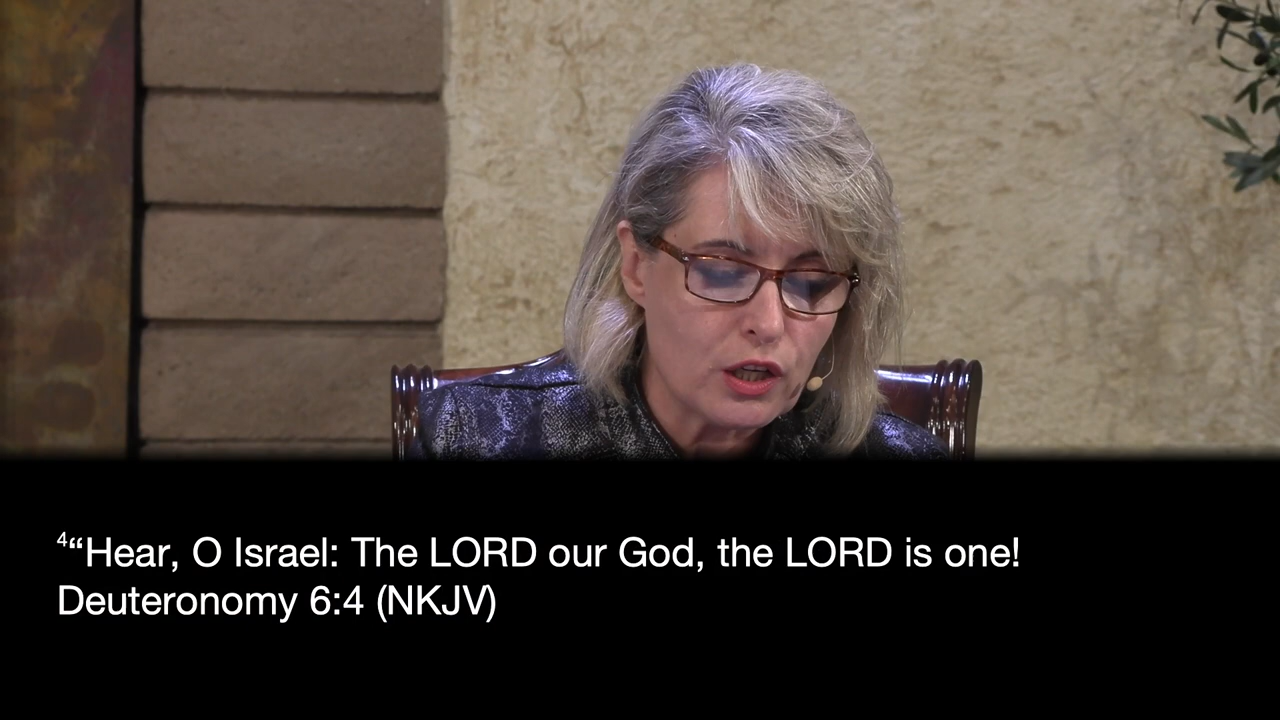 4“Hear, O Israel: The LORD our God, the LORD is one!
Deuteronomy 6:4 (NKJV)